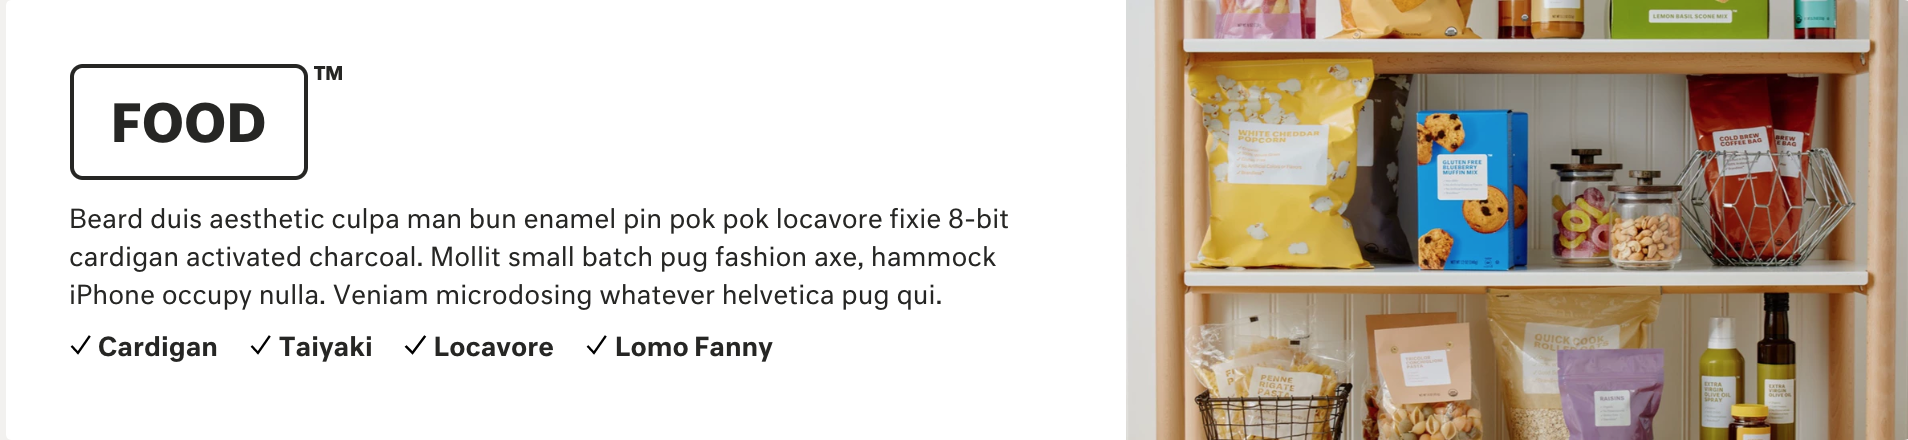 FOOD
TM
Beard duis aesthetic culpa man bun enamel pin pok pok locavore fixie 8-bit
cardigan activated charcoal. Mollit small batch pug fashion axe, hammock
iPhone occupy nulla. Veniam microdosing whatever helvetica pug qui.
✓ Cardigan ✓ Taiyaki ✓ Locavore ✓ Lomo Fanny
LEMON BASIL SCONE MIX
WHITE CHEDDAR
POPCORN
GLUTEN FREE
BLUEBERRY
MUFFIN MIX
COLD BREW
COFFEE BAG
BREW
BAG
PENNE
RIGATE
PASTA
QUICK COOK
ROLLED OATS
RAISINS
EXTRA
VIRGIN
OLIVE OIL
SPRAY
EXTRA
VIRGIN
OLIVE OIL